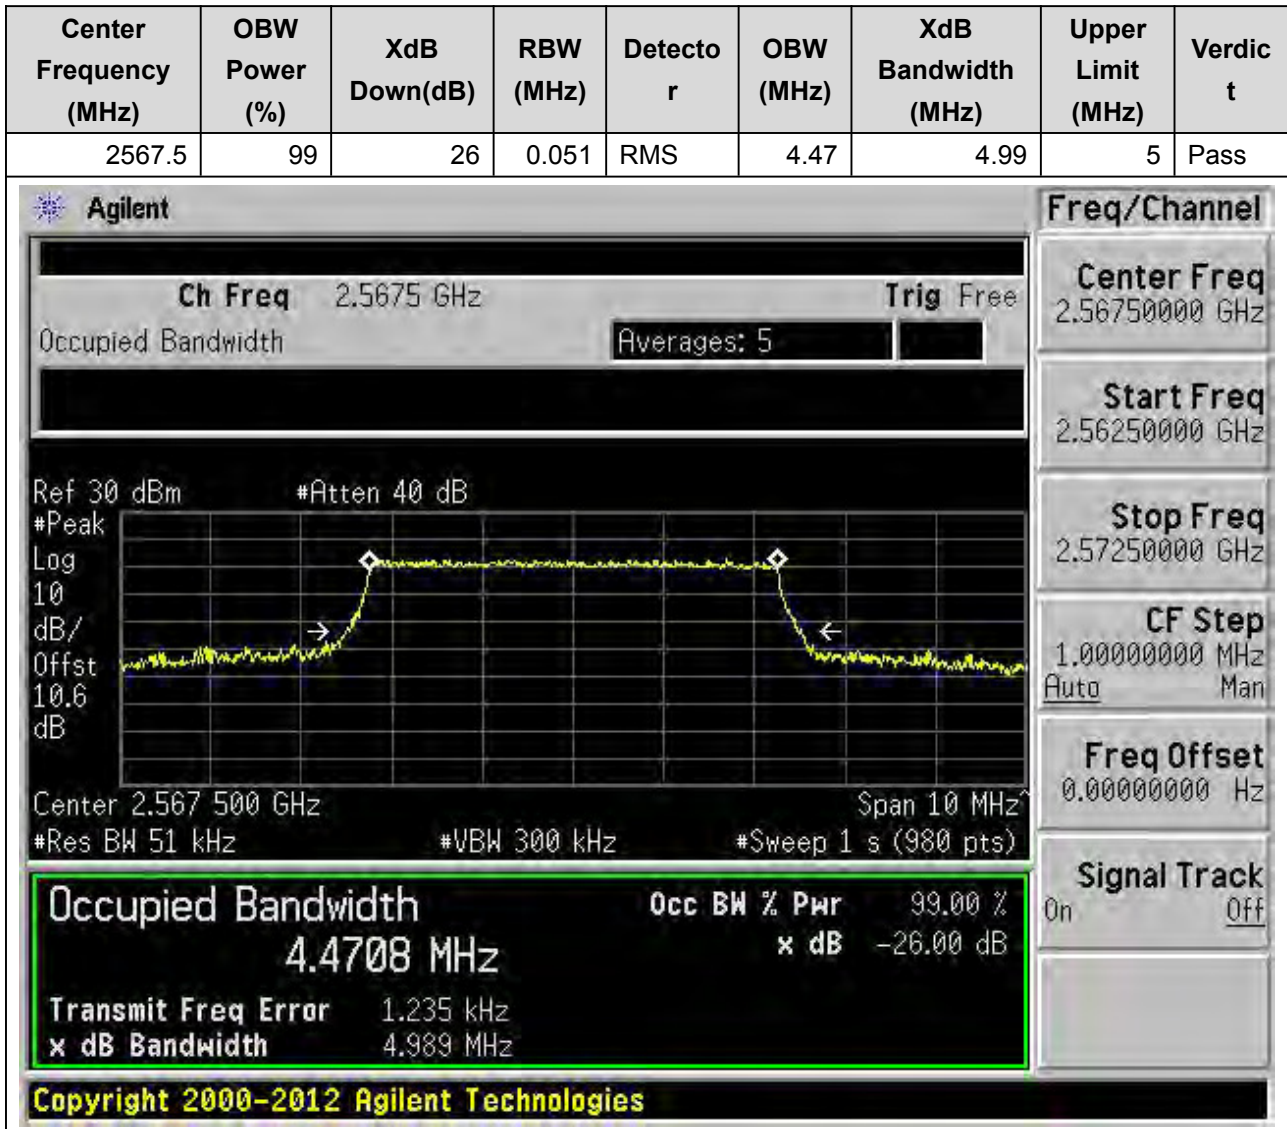 Center Frequency (MHz) OBW Power (%) XdB Down(dB) RBW (MHz) Detecto r OBW (MHz) XdB Bandwidth (MHz) Upper Limit (MHz) Verdic t
2567.5 99 26 0.051 RMS 4.47 4.99 5 Pass
Agilent
Freq/Channel
Ch Freq 2.5675 GHz Trig Free
Occupied Bandwidth Averages: 5
Center Freq
2.56750000 GHz
Start Freq
2.56250000 GHz
Stop Freq
2.57250000 GHz
CF Step
1.00000000 MHz
Auto Man
Freq Offset
0.00000000 Hz
Signal Track
On Off
Ref 30 dBm #Atten 40 dB
#Peak
Log
10
dB/
Offst
10.6
dB
Center 2.567 500 GHz Span 10 MHz^
#Res BW 51 kHz #VBW 300 kHz #Sweep 1 s (980 pts)
Occupied Bandwidth Occ BW % Pwr 99.00 %
4.4708 MHz x dB -26.00 dB
Transmit Freq Error 1.235 kHz
x dB Bandwidth 4.989 MHz
Copyright 2000-2012 Agilent Technologies